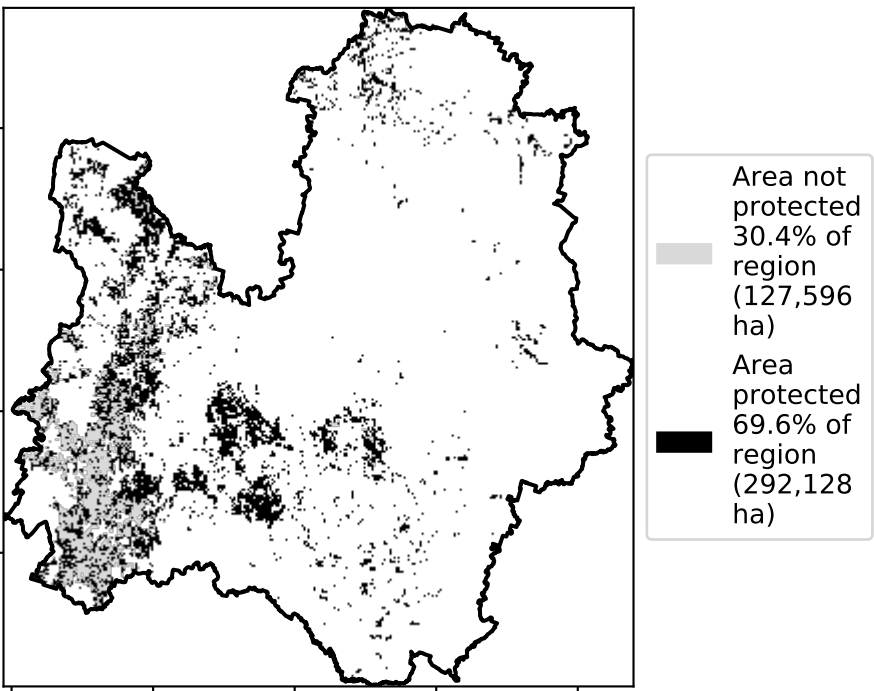 Area not
protected
30.4% of
region
(127,596
ha)
Area
protected
69.6% of
region
(292,128
ha)